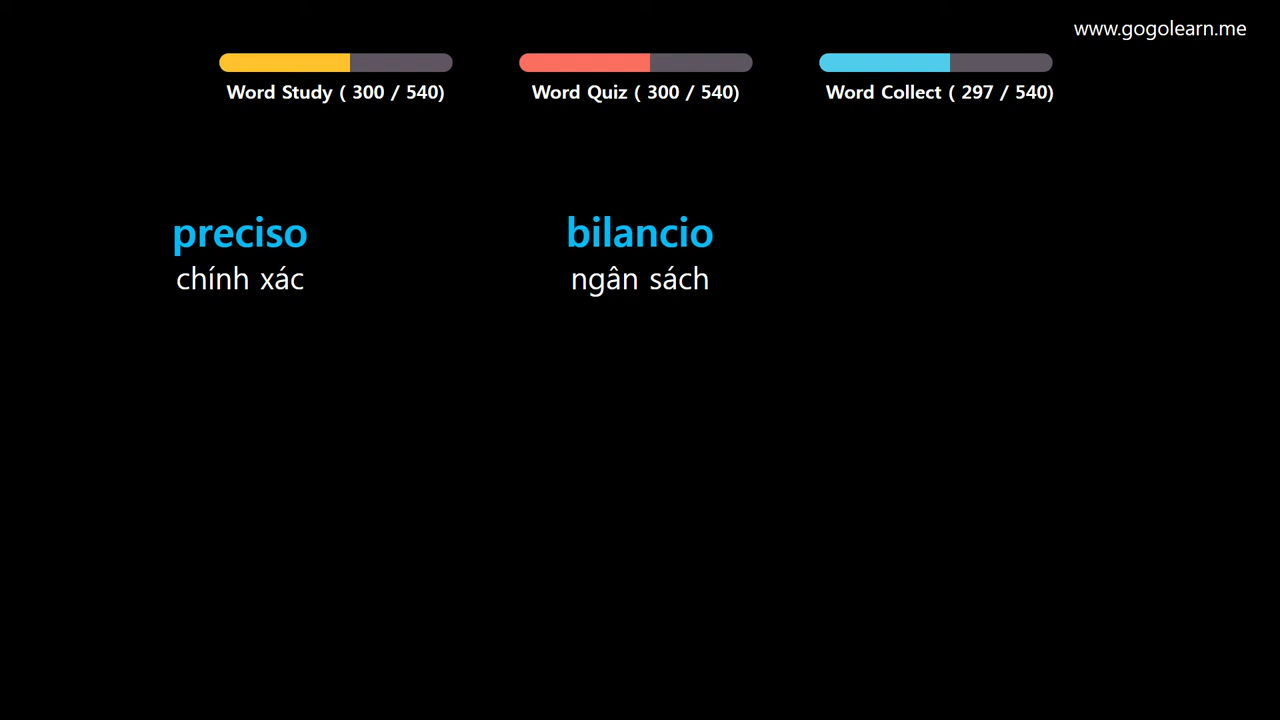 www.gogolearn.me
Word Study ( 300 / 540)
Word Quiz ( 300 / 540)
Word Collect ( 297 / 540)
preciso
chính xác
bilancio
ngân sách